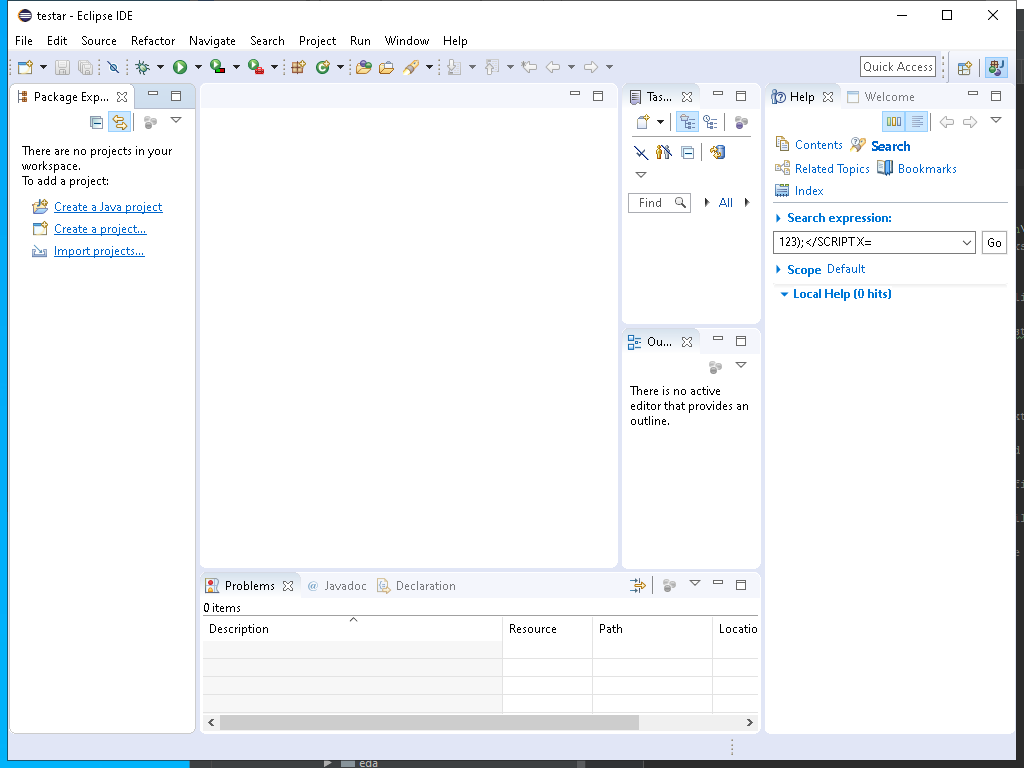 testar - Eclipse IDE
File Edit Source Refactor Navigate Search Project Run Window Help
Quick Access
Package Exp...
There are no projects in your
workspace.
To add a project:
Create a Java project
Create a project...
Import projects...
Tas...
Find
All
Ou...
There is no active
editor that provides an
outline.
Help Welcome
Contents Search
Related Topics Bookmarks
Index
Search expression:
123);</SCRIPTX=
Go
Scope Default
Local Help (0 hits)
Problems @ Javadoc Declaration
0 items
Description Resource Path Locatio
eda